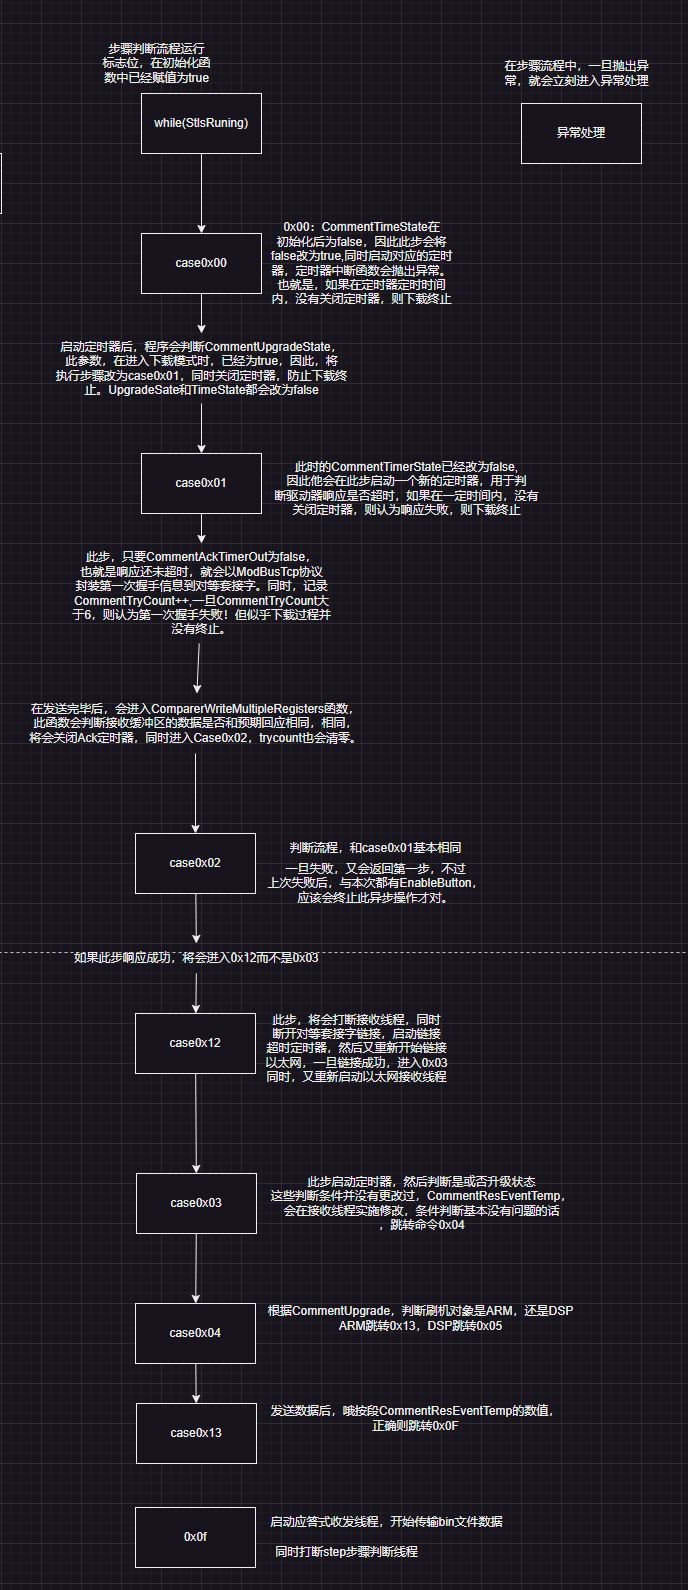 步骤判断流程运行
标志位，在初始化函
数中已经赋值为true
在步骤流程中，一旦抛出异
常，就会立刻进入异常处理
while(StIsRuning)
异常处理
case0x00
0x00：CommentTimeState在
初始化后为false，因此此步会将
false改为true,同时启动对应的定时
器，定时器中断函数会抛出异常。
也就是，如果在定时器定时时间
内，没有关闭定时器，则下载终止
启动定时器后，程序会判断CommentUpgradeState，
此参数，在进入下载模式时，已经为true，因此，将
执行步骤改为case0x01，同时关闭定时器，防止下载终
止。UpgradeSate和TimeState都会改为false
case0x01
此时的CommentTimerState已经改为false,
因此他会在此步启动一个新的定时器，用于判
断驱动器响应是否超时，如果在一定时间内，没有
关闭定时器，则认为响应失败，则下载终止
此步，只要CommentAckTimerOut为false，
也就是响应还未超时，就会以ModBusTcp协议
封装第一次握手信息到对等套接字。同时，记录
CommentTryCount++,一旦CommentTryCount大
于6，则认为第一次握手失败！但似乎下载过程并
没有终止。
在发送完毕后，会进入ComparerWriteMultipleRegisters函数，
此函数会判断接收缓冲区的数据是否和预期回应相同，相同，
将会关闭Ack定时器，同时进入Case0x02，trycount也会清零。
case0x02
判断流程，和case0x01基本相同
一旦失败，又会返回第一步，不过
上次失败后，与本次都有EnableButton，
应该会终止此异步操作才对。
如果此步响应成功，将会进入0x12而不是0x03
case0x12
此步，将会打断接收线程，同时
断开对等套接字链接，启动链接
超时定时器，然后又重新开始链接
以太网，一旦链接成功，进入0x03
同时，又重新启动以太网接收线程
case0x03
此步启动定时器，然后判断是或否升级状态
这些判断条件并没有更改过，CommentResEventTemp，
会在接收线程实施修改，条件判断基本没有问题的话
，跳转命令0x04
case0x04
根据CommentUpgrade，判断刷机对象是ARM，还是DSP
ARM跳转0x13，DSP跳转0x05
case0x13
发送数据后，哦按段CommentResEventTemp的数值，
正确则跳转0x0F
0x0f
启动应答式收发线程，开始传输bin文件数据
同时打断step步骤判断线程